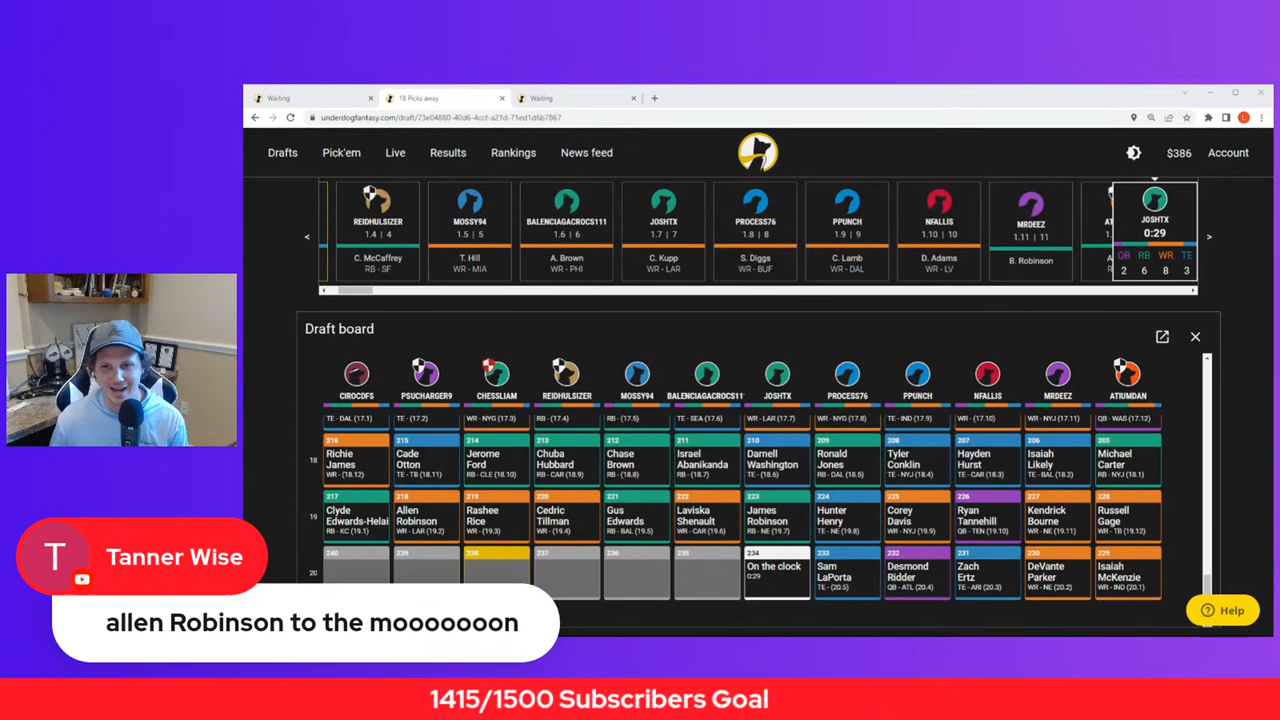 Waiting
18 Picks away
Waiting
underdogfantasy.com/draft/73e04880-40d6-4ccf-a21d-71ed1d6b7867
Drafts Pick'em Live Results Rankings News feed
$386 Account
REIDHULSIZER
1.4 | 4
C. McCaffrey
RB - SF
MOSSY94
1.5 | 5
T. Hill
WR - MIA
BALENCIAGACROCS111
1.6 | 6
A. Brown
WR - PHI
JOSHTX
1.7 | 7
C. Kupp
WR - LAR
PROCESS76
1.8 | 8
S. Diggs
WR - BUF
PPUNCH
1.9 | 9
C. Lamb
WR - DAL
NFALLIS
1.10 | 10
D. Adams
WR - LV
MRDEEZ
1.11 | 11
B. Robinson
JOSHTX
0:29
QB RB WR TE
2 6 8 3
Draft board
CIROCDFS PSUCHARGER9 CHESSLIAM REIDHULSIZER MOSSY94 BALENCIAGACROCS11 JOSHTX PROCESS76 PPUNCH NFALLIS MRDEEZ ATIUMDAN
TE - DAL (17.1) TE - (17.2) WR - NYG (17.3) RB - (17.4) WR - (17.5) TE - SEA (17.6) WR - LAR (17.7) WR - NYG (17.8) TE - IND (17.9) WR - (17.10) WR - NYJ (17.11) QB - WAS (17.12)
18
216 215 214 213 212 211 210 209 208 207 206 205
Richie Cade Jerome Chuba Chase Israel Darnell Ronald Tyler Hayden Isaiah Michael
James Otton Ford Hubbard Brown Abanikanda Washington Jones Conklin Hurst Likely Carter
WR - (18.12) TE - TB (18.11) RB - CLE (18.10) RB - CAR (18.9) RB - (18.8) RB - (18.7) TE - (18.6) RB - DAL (18.5) TE - NYJ (18.4) TE - CAR (18.3) TE - BAL (18.2) RB - NYJ (18.1)
19
217 218 219 220 221 222 223 224 225 226 227 228
Clyde Allen Rashee Cedric Gus Laviska James Hunter Corey Ryan Kendrick Russell
Edwards-Helai Robinson Rice Tillman Edwards Shenault Robinson Henry Davis Tannehill Bourne Gage
RB - KC (19.1) WR - LAR (19.2) WR - (19.3) WR - (19.4) RB - BAL (19.5) WR - CAR (19.6) RB - NE (19.7) TE - NE (19.8) WR - NYJ (19.9) QB - TEN (19.10) WR - NE (19.11) WR - TB (19.12)
20
240 239 238 237 236 235 234 233 232 231 230 229
On the clock Sam Desmond Zach DeVante Isaiah
0:29 LaPorta Ridder Ertz Parker McKenzie
TE - (20.5) QB - ATL (20.4) TE - ARI (20.3) WR - NE (20.2) WR - IND (20.1)
Help
T
Tanner Wise
allen Robinson to the mooooooon
1415/1500 Subscribers Goal